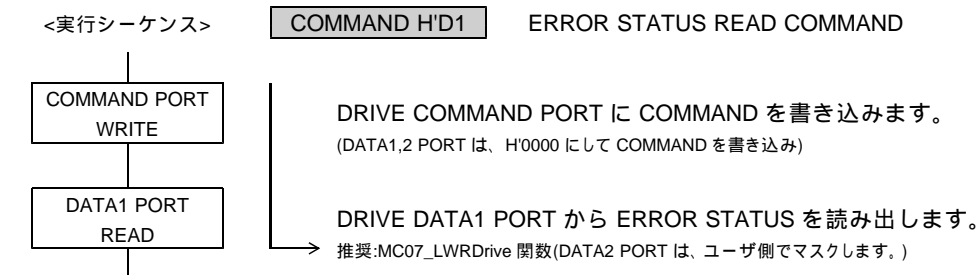 <実行シーケンス>
COMMAND H'D1
ERROR STATUS READ COMMAND
COMMAND PORT
WRITE
DRIVE COMMAND PORT に COMMAND を書き込みます。
(DATA1,2 PORT は、H'0000 にして COMMAND を書き込み)
DATA1 PORT
READ
DRIVE DATA1 PORT から ERROR STATUS を読み出します。
推奨:MC07_LWRDrive 関数(DATA2 PORT は、ユーザ側でマスクします。)